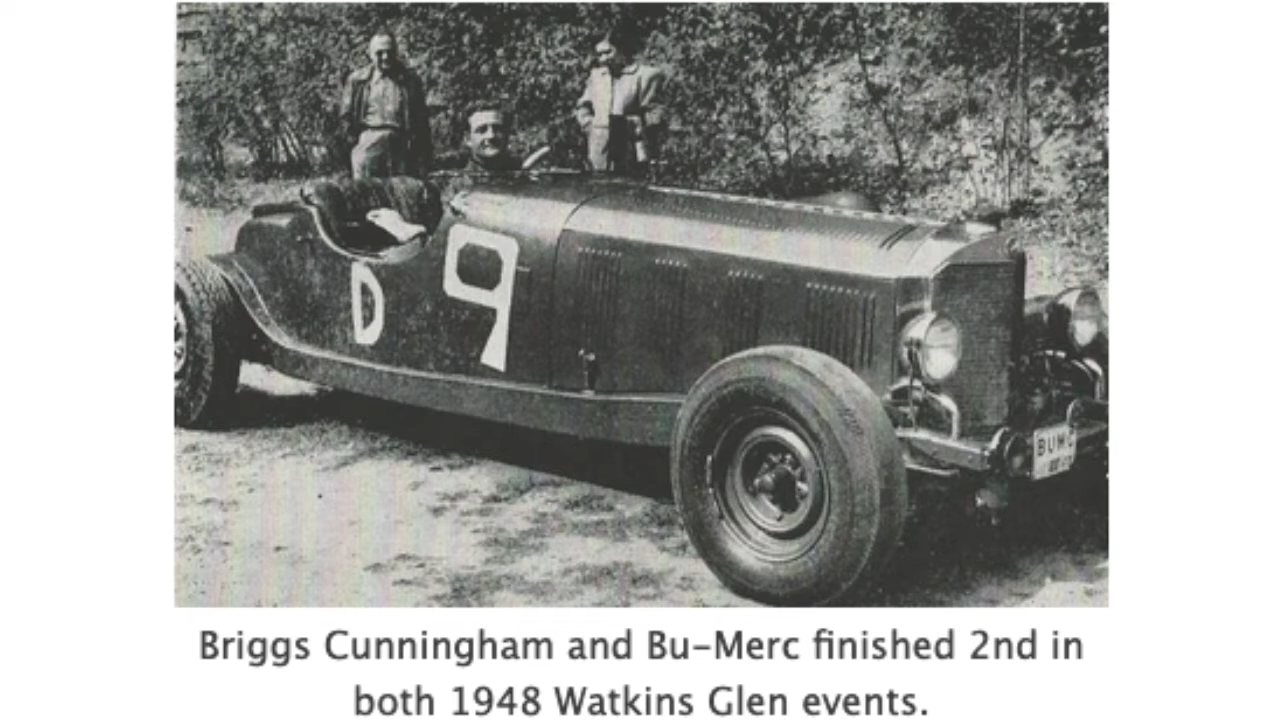 D 9
BUMC
Briggs Cunningham and Bu-Merc finished 2nd in
both 1948 Watkins Glen events.